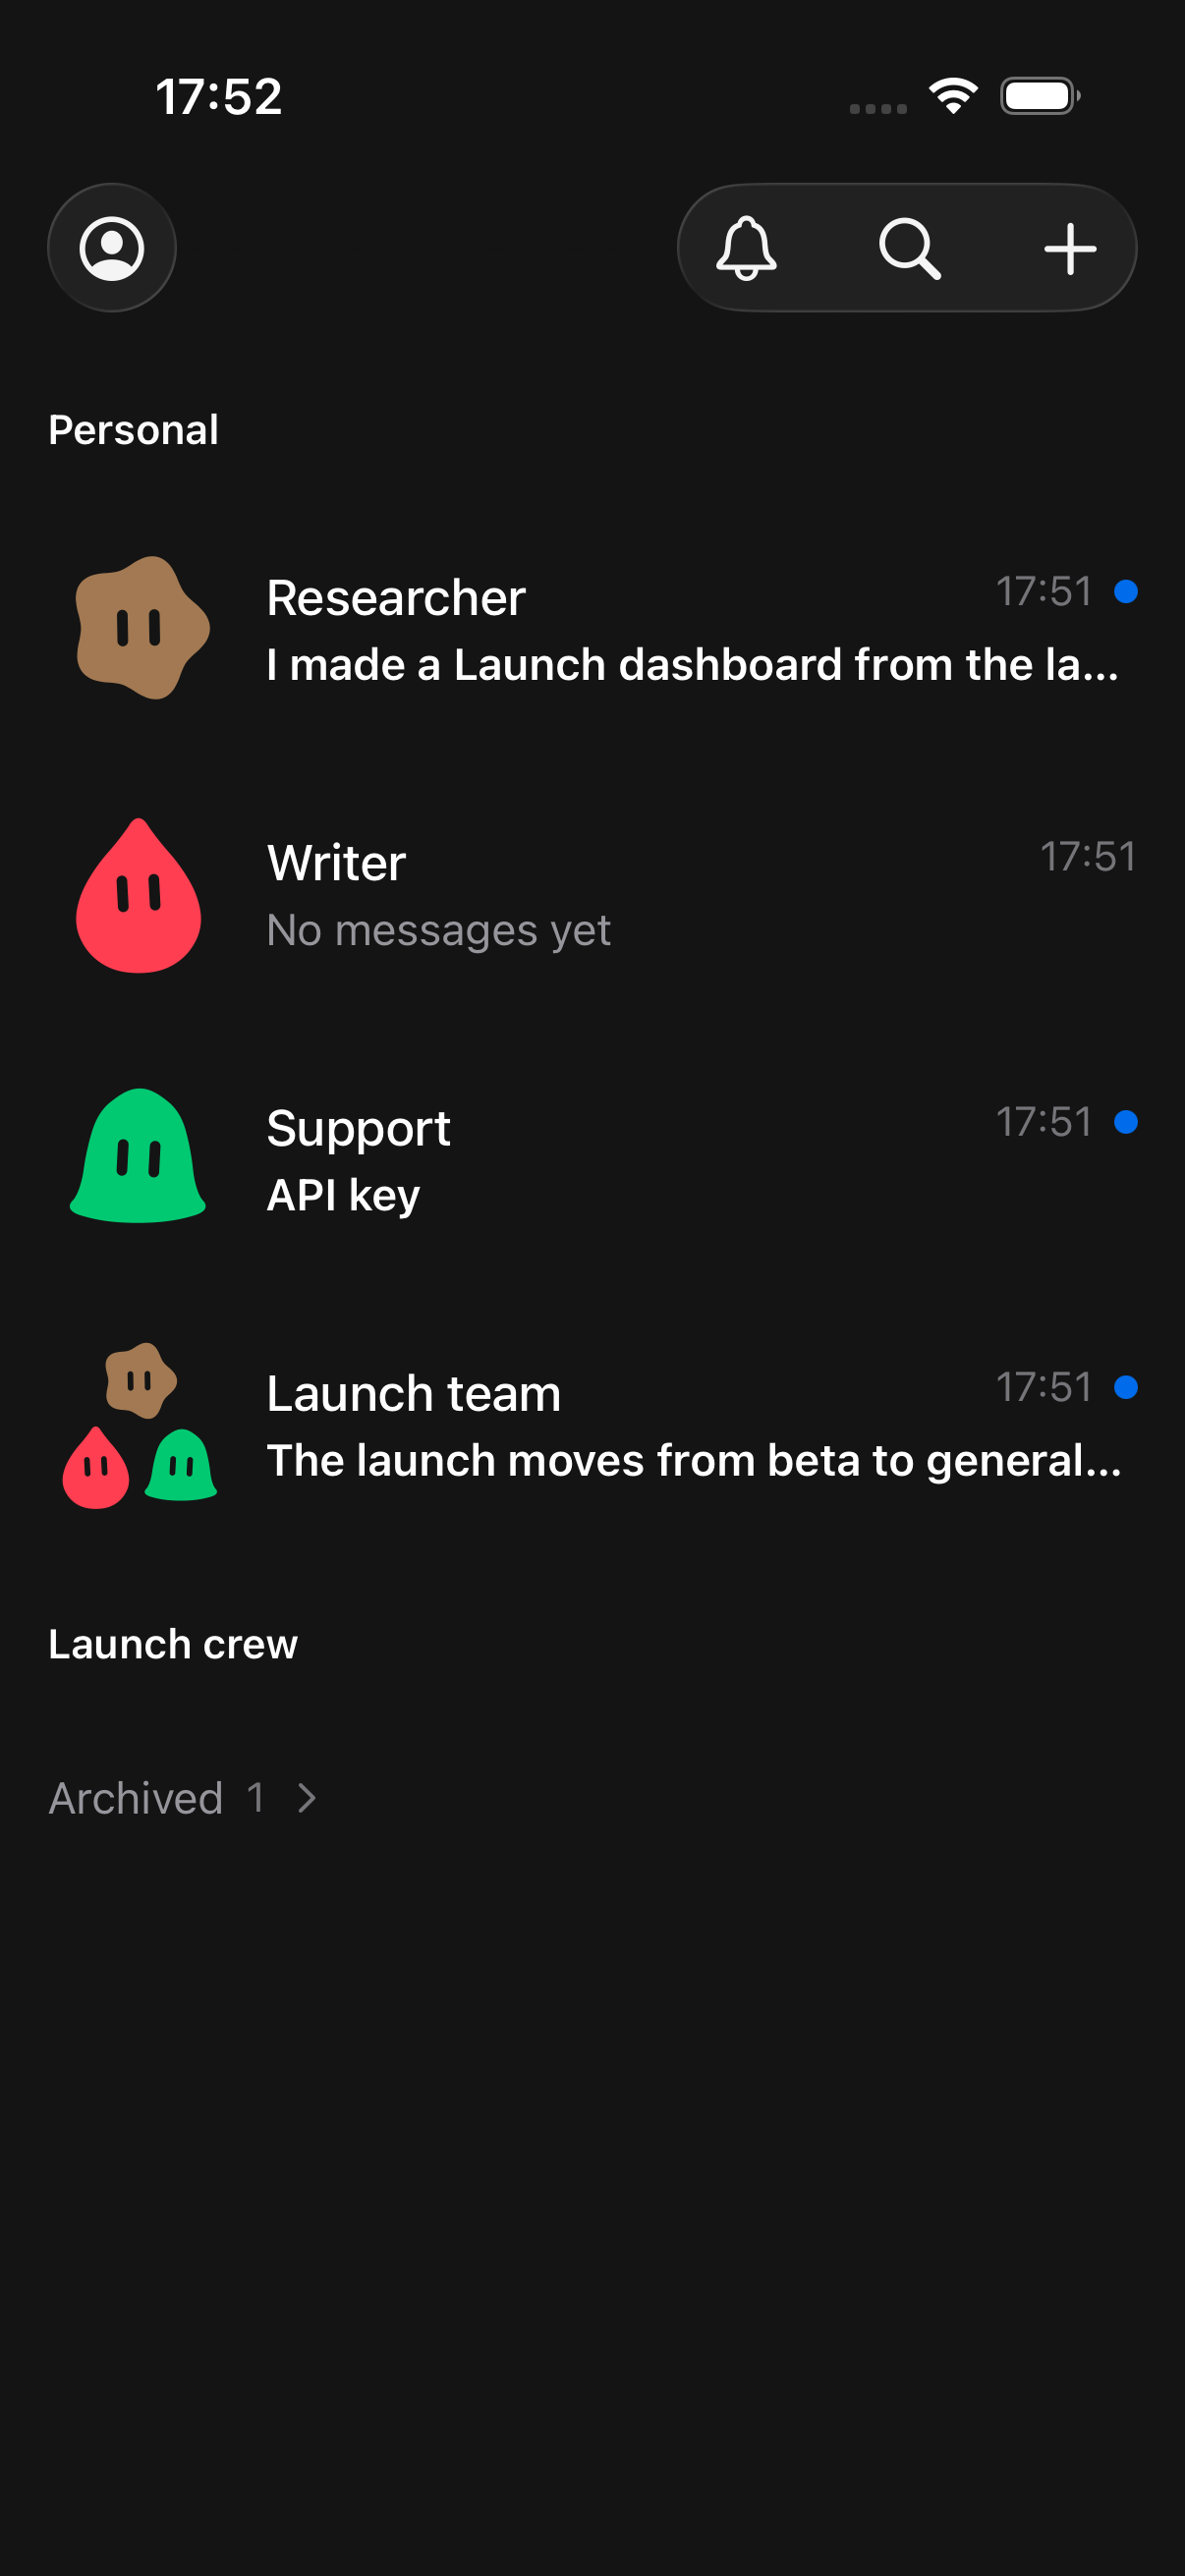 17:52
Personal
Researcher
17:51
I made a Launch dashboard from the la...
Writer
17:51
No messages yet
Support
17:51
API key
Launch team
17:51
The launch moves from beta to general...
Launch crew
Archived 1